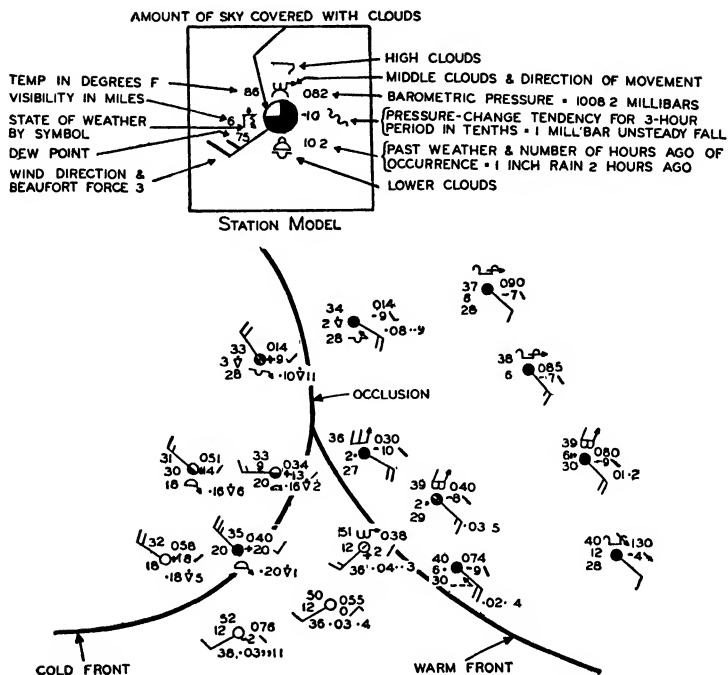 AMOUNT OF SKY COVERED WITH CLOUDS
HIGH CLOUDS
MIDDLE CLOUDS & DIRECTION OF MOVEMENT
TEMP IN DEGREES F
86
082
BAROMETRIC PRESSURE = 1008 2 MILLIBARS
VISIBILITY IN MILES
6
-10
PRESSURE-CHANGE TENDENCY FOR 3-HOUR
PERIOD IN TENTHS = 1 MILL'BAR UNSTEADY FALL
STATE OF WEATHER
BY SYMBOL
75
DEW POINT
10 2
PAST WEATHER & NUMBER OF HOURS AGO OF
OCCURRENCE = 1 INCH RAIN 2 HOURS AGO
WIND DIRECTION &
BEAUFORT FORCE 3
LOWER CLOUDS
STATION MODEL
37 090
6 -7
28
34 014
2 -9
28 .08 9
33 014
3 +9
28 .10 11
38 085
6 -7
OCCLUSION
36 030
2 -10
27
39 080
6 -9
30 01 2
31 051
30 14
18 .16 6
33 034
9 +13
20 .16 2
39 040
2 -8
29 .03 5
32 058
18 +18
.18 5
35 040
20 +20
.20 1
151 038
12 2
36 .04 3
40 074
6 -9
30
.02 4
40 130
12 -4
28
50 055
12 0
36 .03 4
52 076
12 2
38 .03 11
COLD FRONT
WARM FRONT